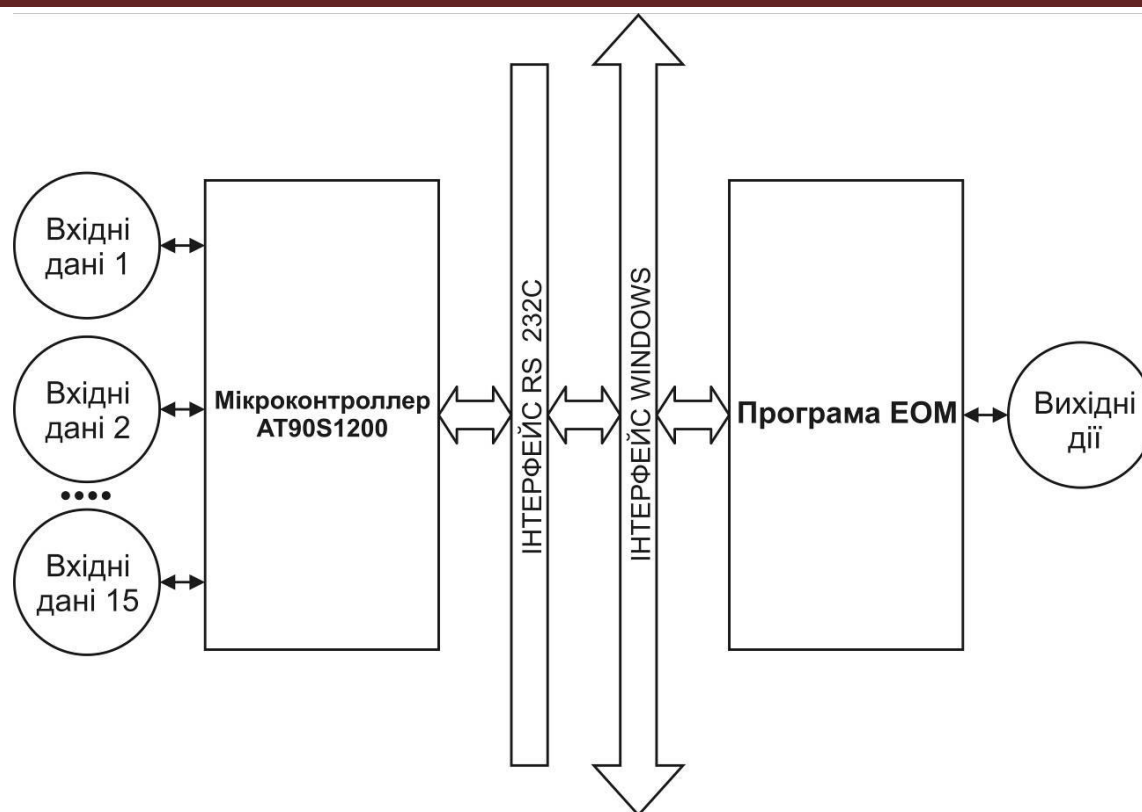 Вхідні
дані 1
Вхідні
дані 2
Вхідні
дані 15
Мікроконтроллер
AT90S1200
ІНТЕРФЕЙС RS 232C
ІНТЕРФЕЙС WINDOWS
Програма ЕОМ
Вихідні
дії